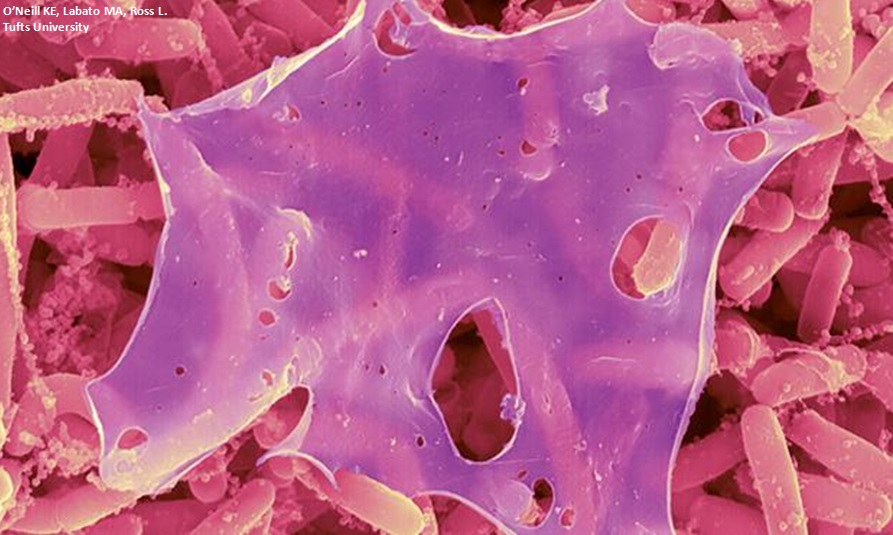 O'Neill KE, Labato MA, Ross L.
Tufts University